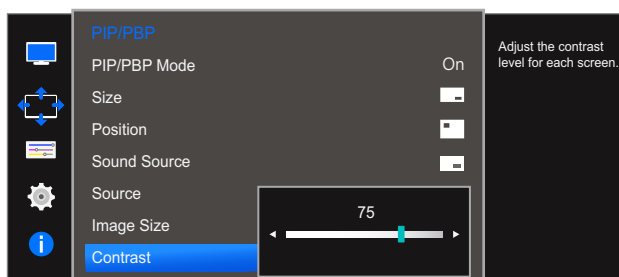 PIP/PBP
PIP/PBP Mode On
Size
Position
Sound Source
Source
Image Size
Contrast
75
Adjust the contrast
level for each screen.